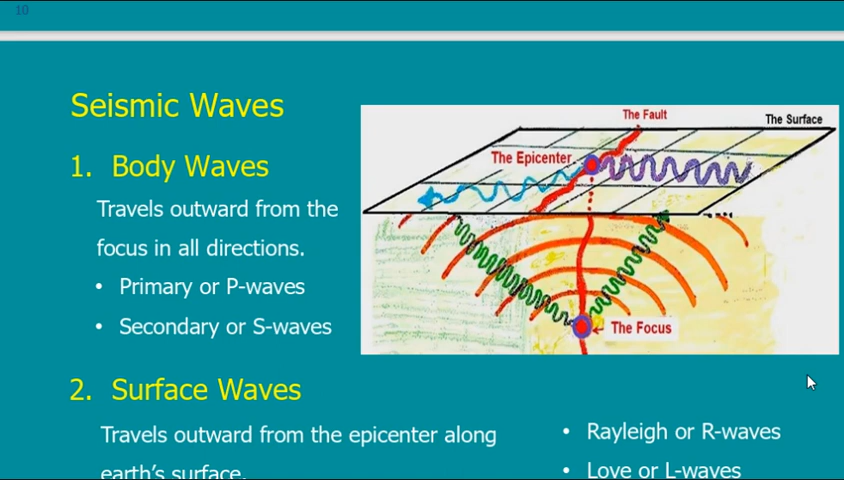 10
Seismic Waves
The Fault
The Surface
The Epicenter
1. Body Waves
Travels outward from the
focus in all directions.
• Primary or P-waves
• Secondary or S-waves
The Focus
2. Surface Waves
Travels outward from the epicenter along
earth's surface.
• Rayleigh or R-waves
• Love or L-waves